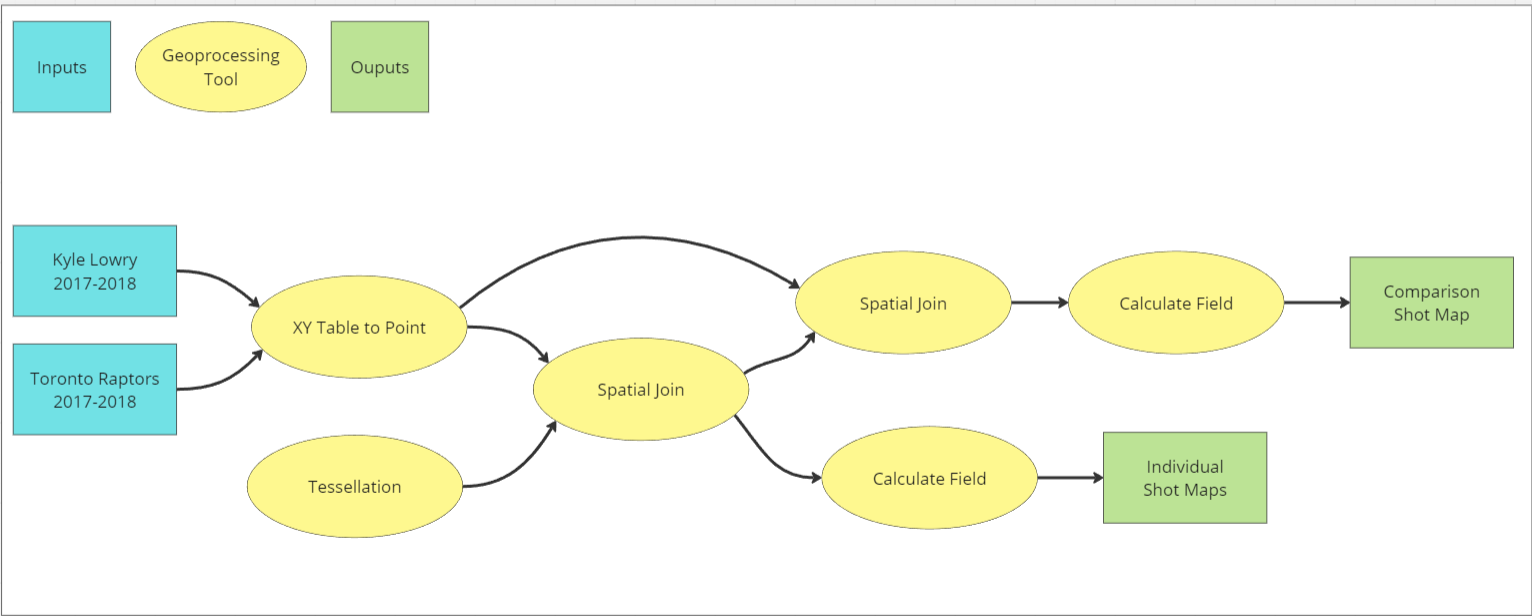 Inputs
Geoprocessing
Tool
Ouputs
Kyle Lowry
2017-2018
Toronto Raptors
2017-2018
XY Table to Point
Tessellation
Spatial Join
Spatial Join
Calculate Field
Comparison
Shot Map
Calculate Field
Individual
Shot Maps